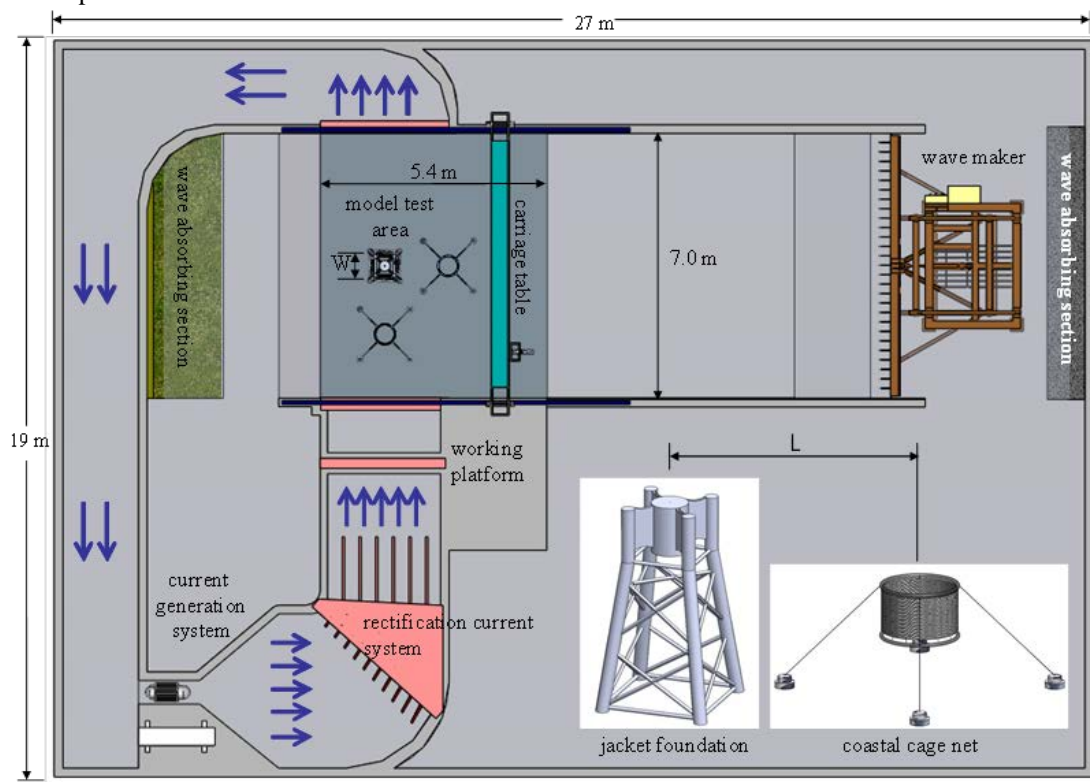 27 m
wave absorbing section
5.4 m
model test
area
W
carriage table
7.0 m
wave maker
wave absorbing section
19 m
working
platform
L
current
generation
system
rectification current
system
jacket foundation
coastal cage net